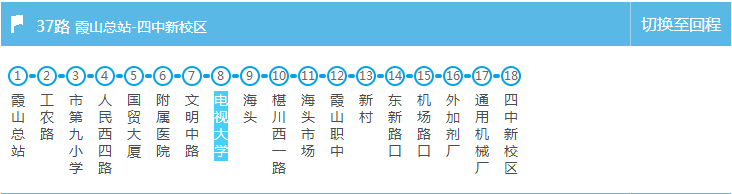 37路 霞山总站-四中新校区
切换至回程
1 2 3 4 5 6 7 8 9 10 11 12 13 14 15 16 17 18
霞山总站
工农路
市第九小学
人民西四路
国贸大厦
附属医院
文明中路
电视大学
海头
椹川西一路
海头市场
霞山职中
新村
东新路口
机场路口
外加剂厂
通用机械厂
四中新校区